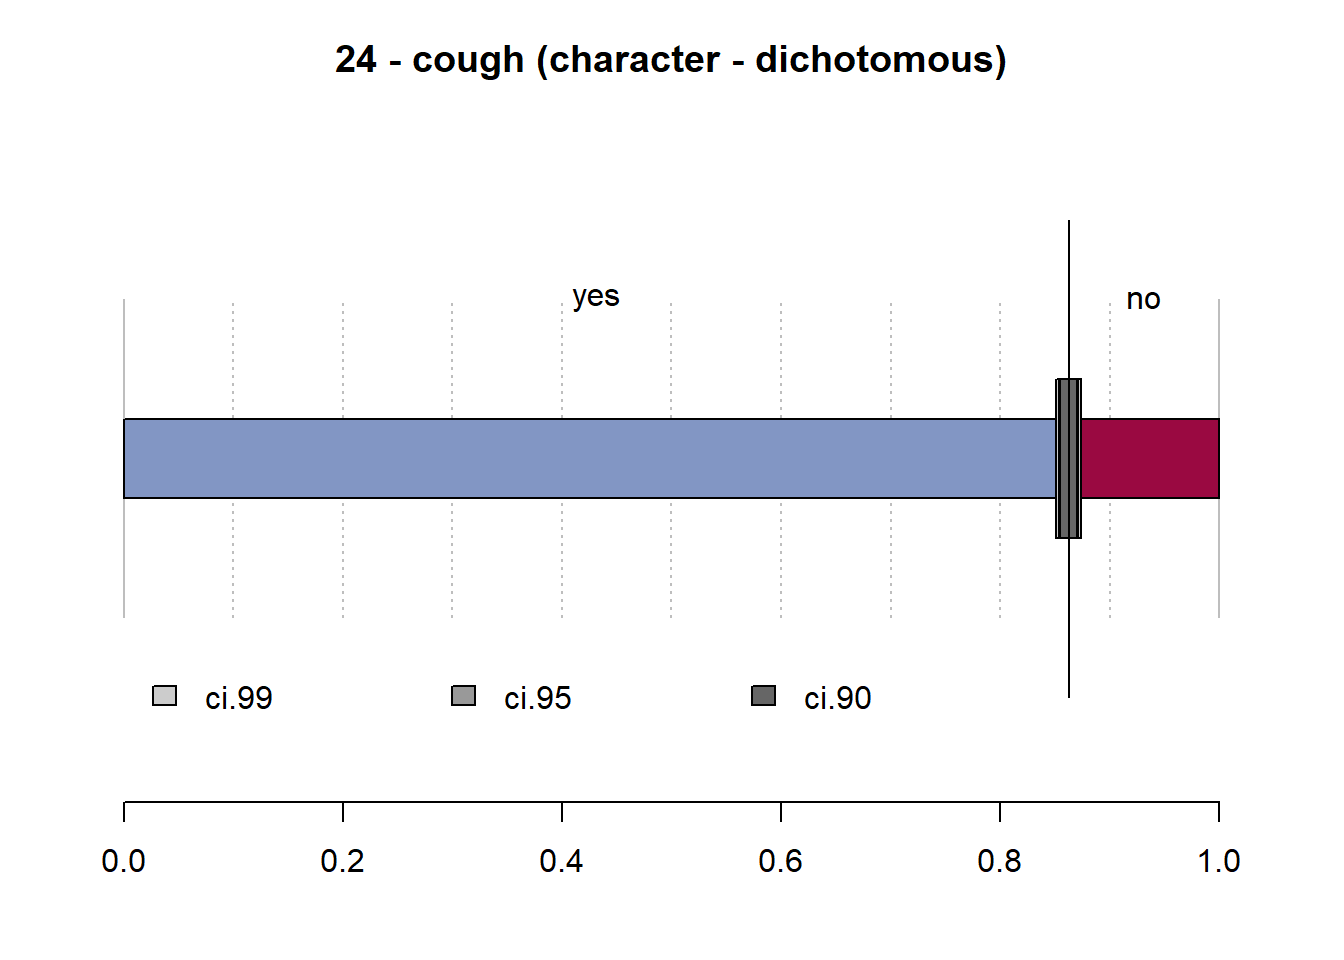 24 - cough (character - dichotomous)
yes no
ci.99 ci.95 ci.90
0.0 0.2 0.4 0.6 0.8 1.0